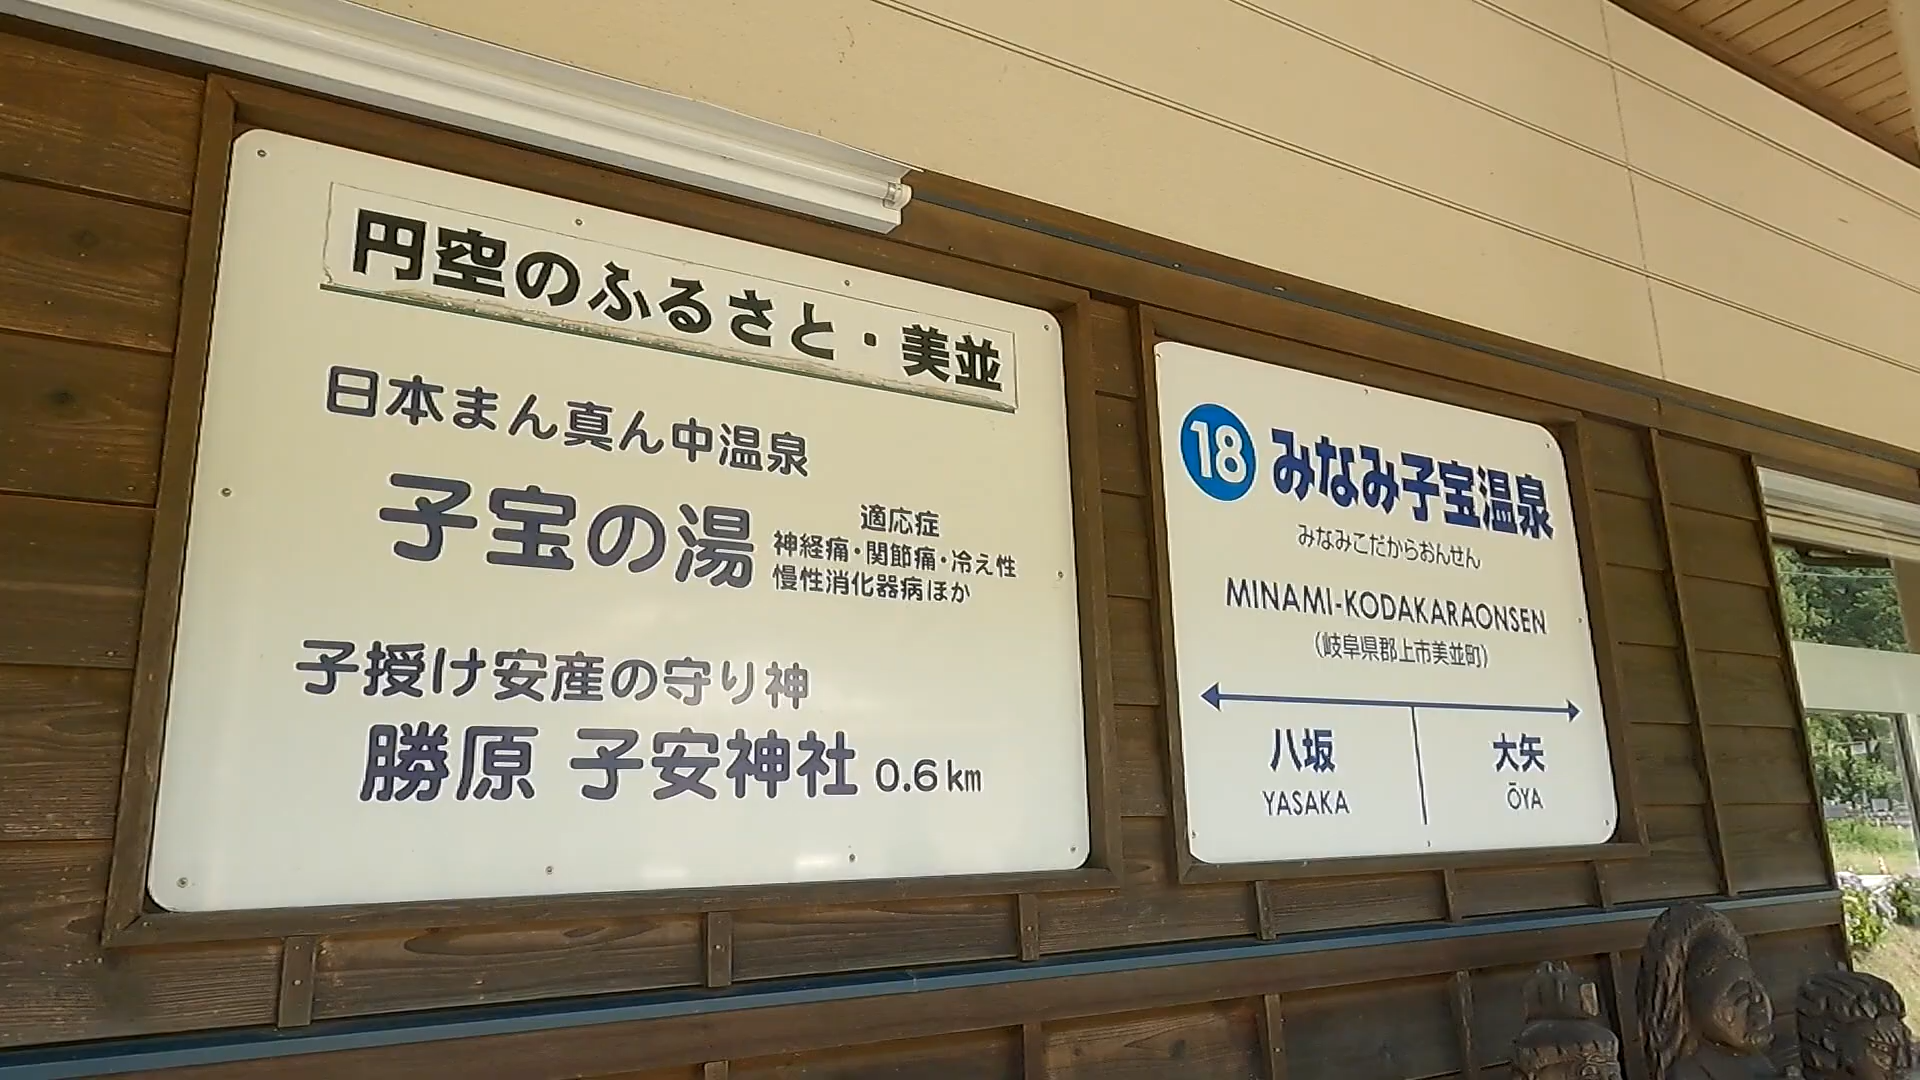 円空のふるさと・美並
日本まん真ん中温泉
子宝の湯
適応症
神経痛・関節痛・冷え性
慢性消化器病ほか
子授け安産の守り神
勝原 子安神社 0.6km
18 みなみ子宝温泉
みなみこだからおんせん
MINAMI-KODAKARAONSEN
(岐阜県郡上市美並町)
八坂
YASAKA
大矢
ŌYA